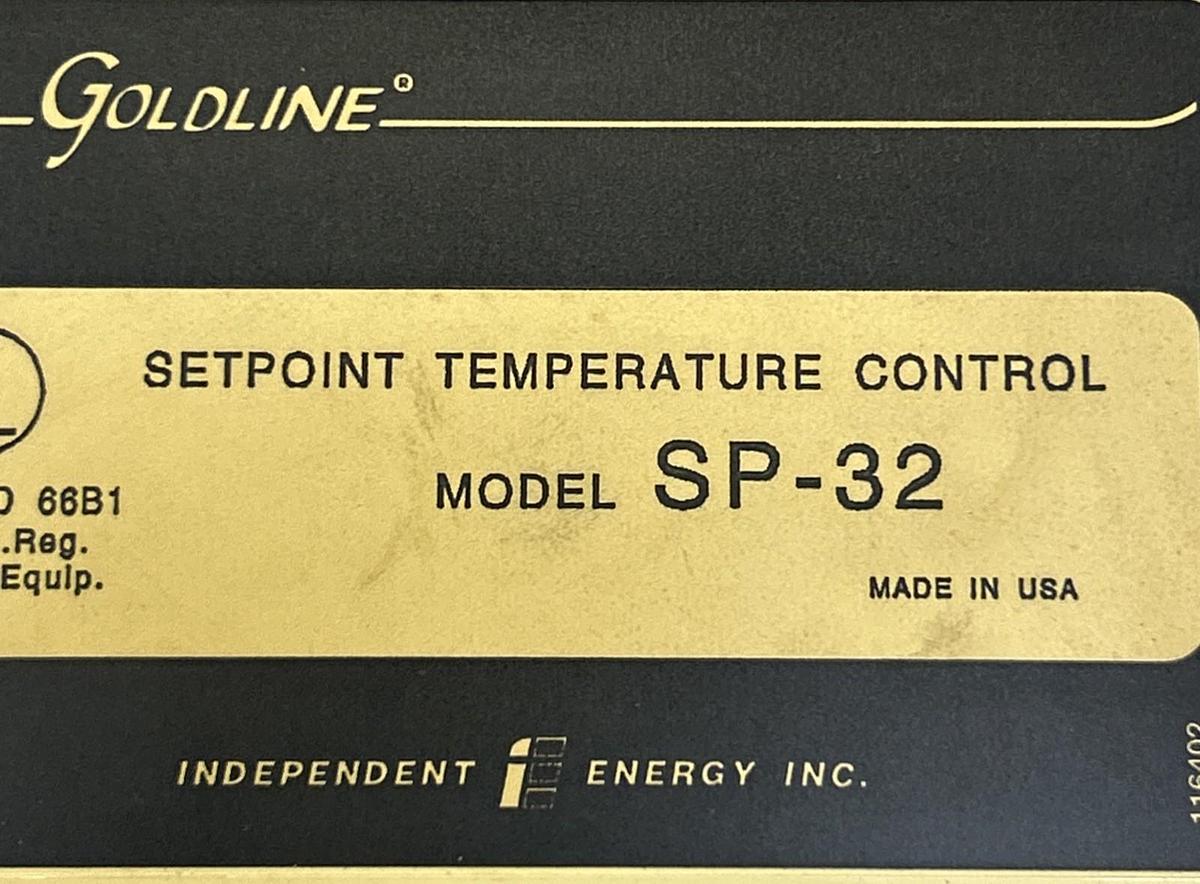 GOLDLINE®
SETPOINT TEMPERATURE CONTROL
MODEL SP-32
66B1
.Reg.
Equip.
MADE IN USA
INDEPENDENT ENERGY INC.
116402